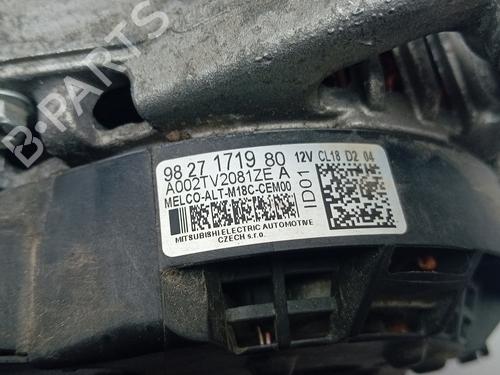 B-PARTS
98 27 1719 80 12V CL18 D2 04
A002TV2081ZE A
MELCO-ALT-M18C-CEM00
ID01
MITSUBISHI ELECTRIC AUTOMOTIVE
CZECH s.r.o.